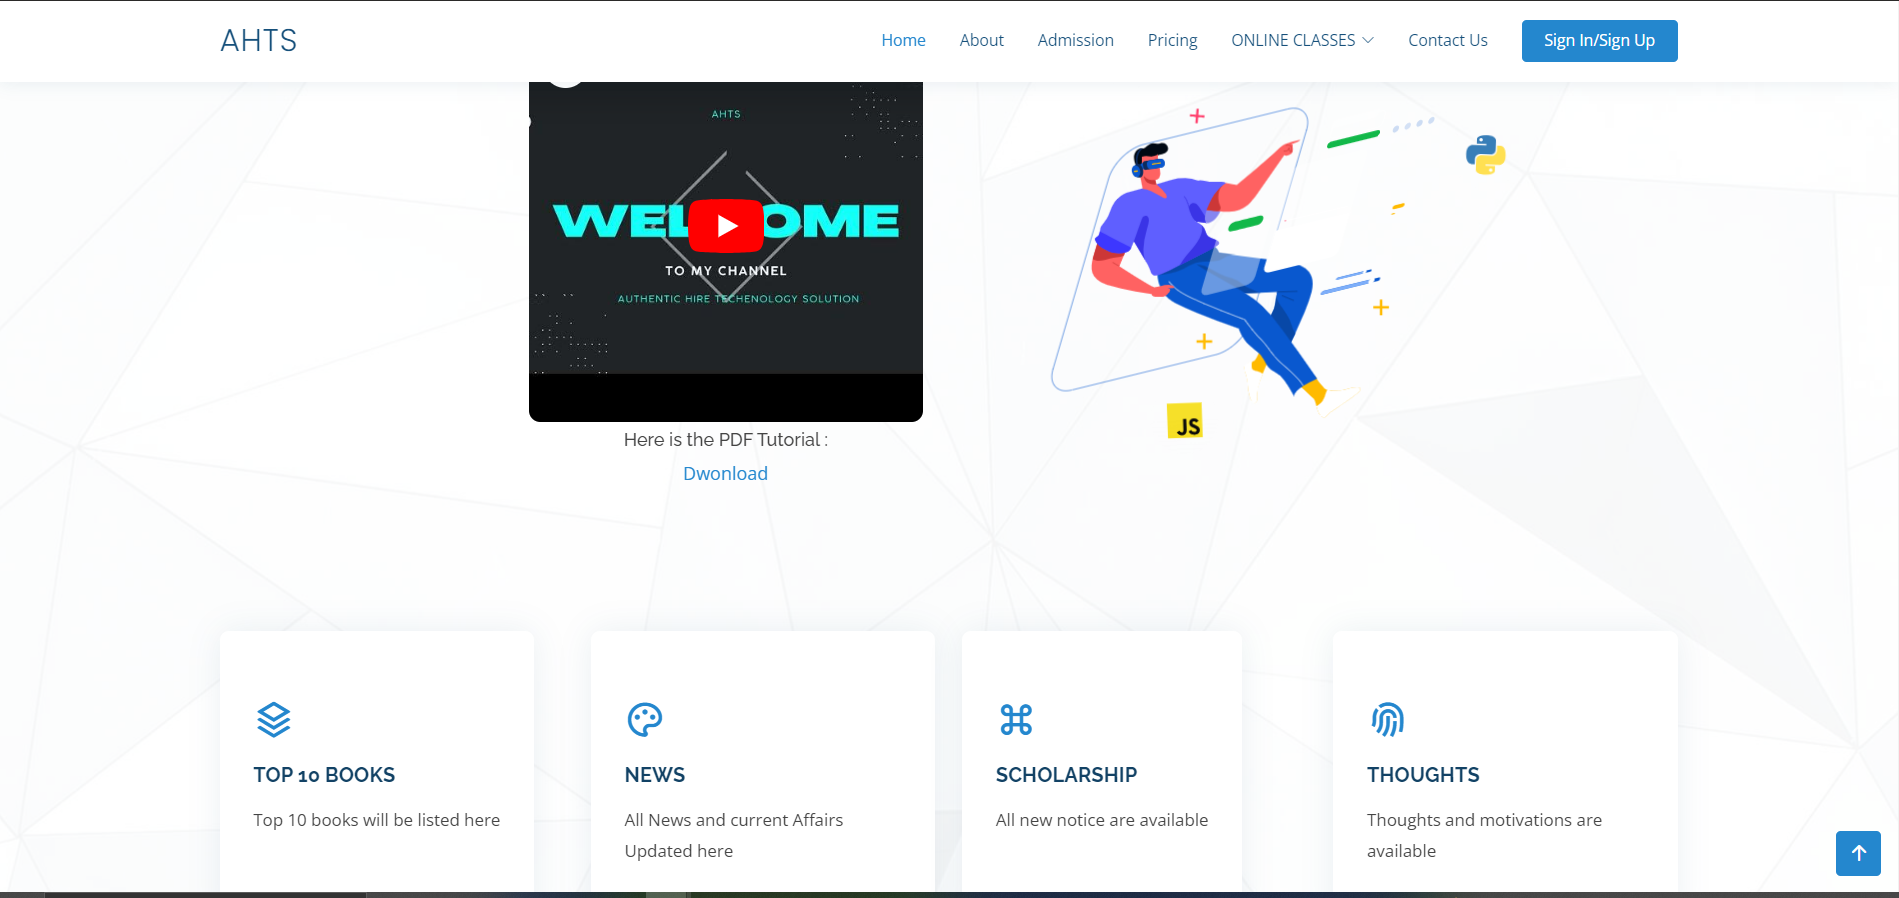 AHTS
Home About Admission Pricing ONLINE CLASSES Contact Us Sign In/Sign Up
AHTS
TO MY CHANNEL
AUTHENTIC HIRE TECHENOLOGY SOLUTION
JS
Here is the PDF Tutorial :
Dwonload
TOP 10 BOOKS
Top 10 books will be listed here
NEWS
All News and current Affairs
Updated here
SCHOLARSHIP
All new notice are available
THOUGHTS
Thoughts and motivations are
available